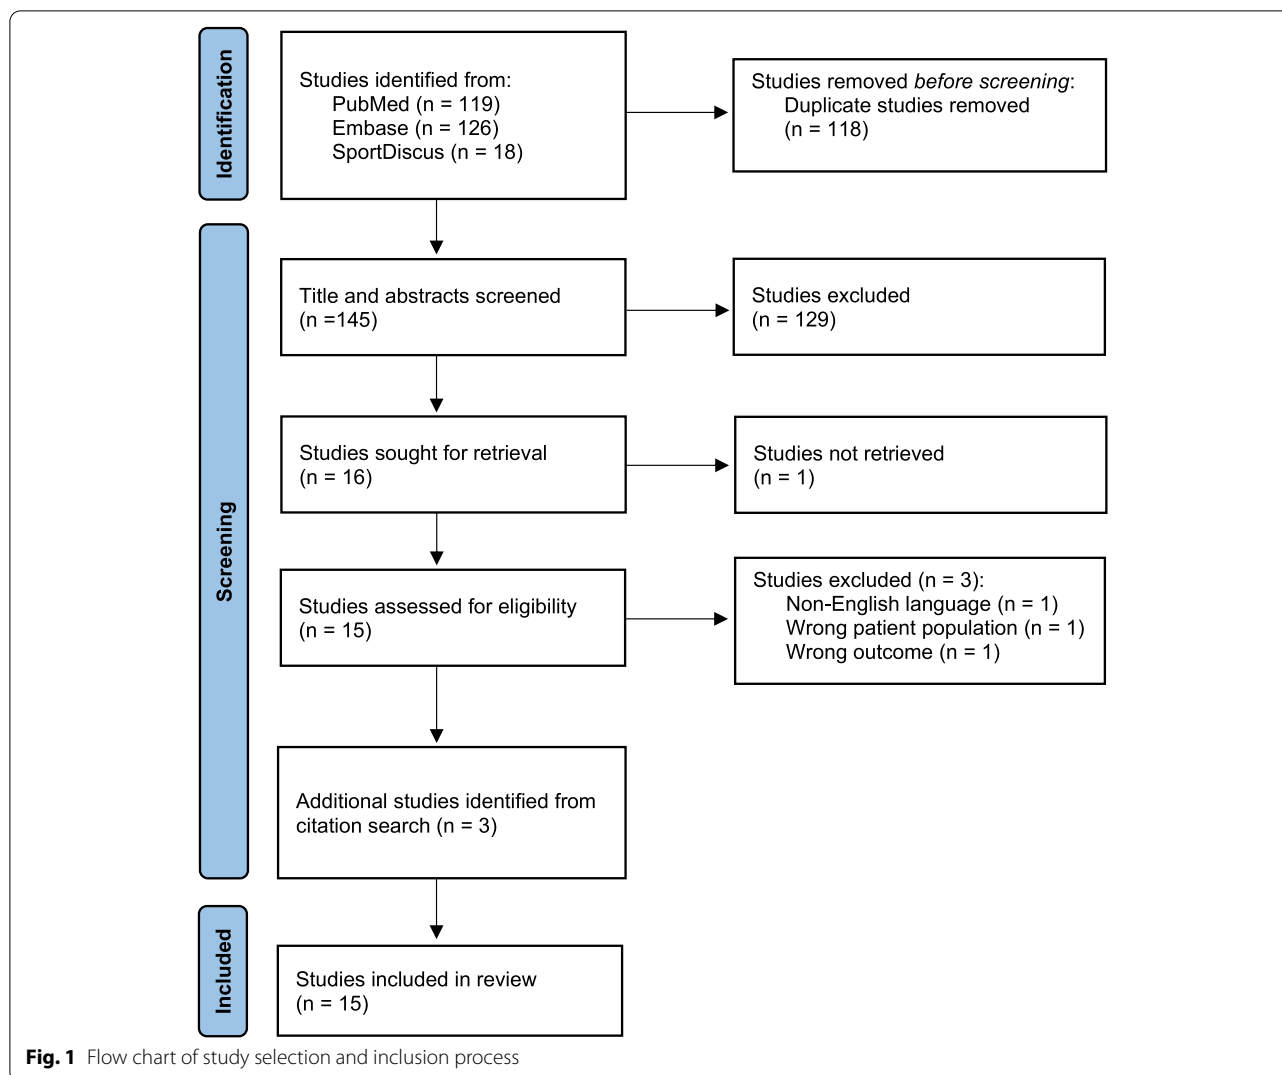 Identification
Studies identified from:
PubMed (n = 119)
Embase (n = 126)
SportDiscus (n = 18)
Studies removed before screening:
Duplicate studies removed
(n = 118)
Screening
Title and abstracts screened
(n =145)
Studies excluded
(n = 129)
Studies sought for retrieval
(n = 16)
Studies not retrieved
(n = 1)
Studies assessed for eligibility
(n = 15)
Studies excluded (n = 3):
Non-English language (n = 1)
Wrong patient population (n = 1)
Wrong outcome (n = 1)
Additional studies identified from
citation search (n = 3)
Included
Studies included in review
(n = 15)
Fig. 1 Flow chart of study selection and inclusion process